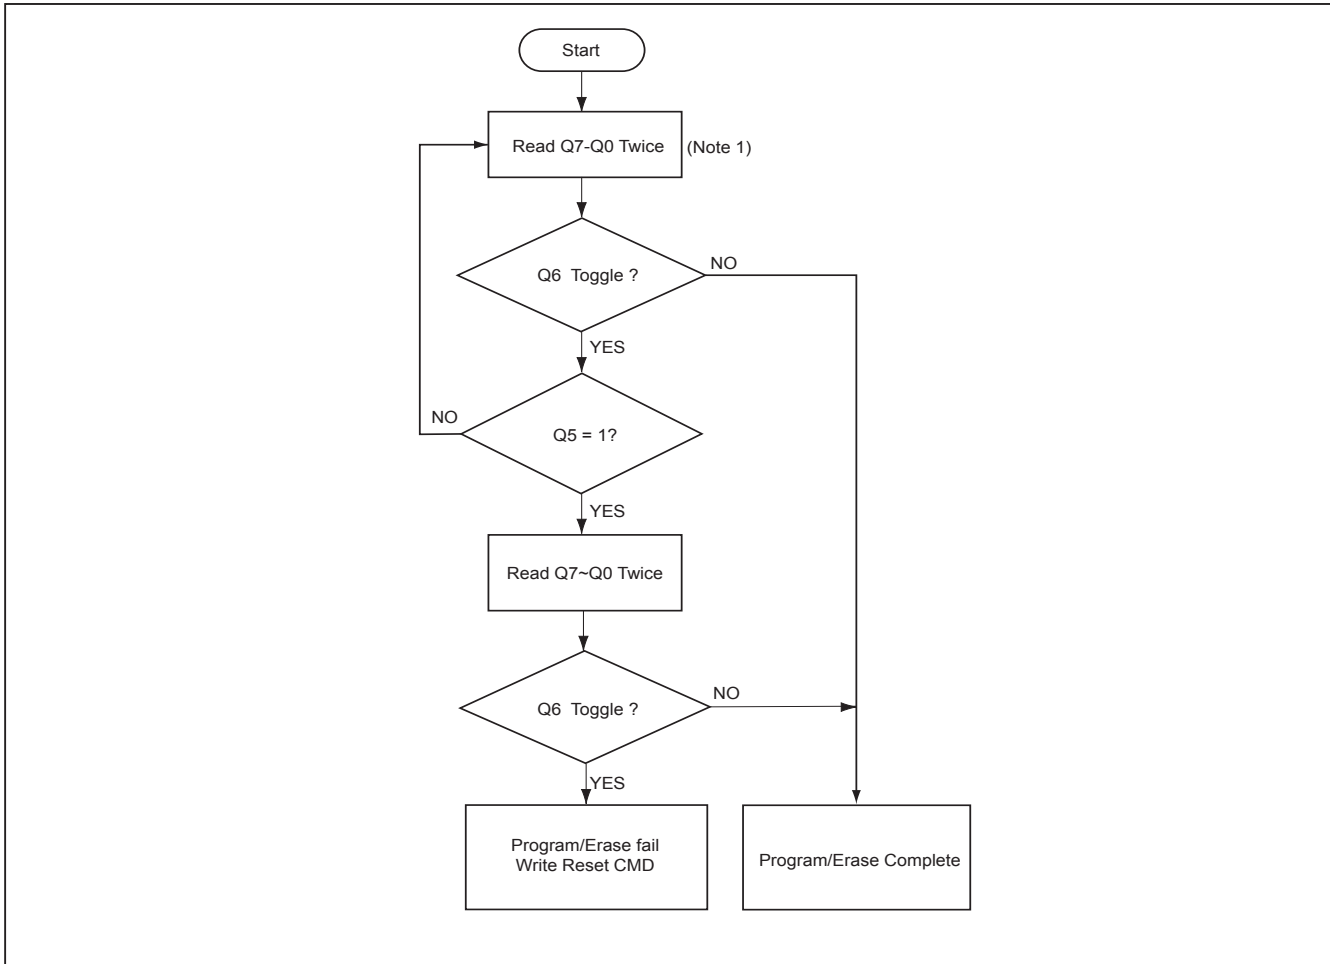 Start
Read Q7-Q0 Twice
(Note 1)
Q6 Toggle ?
NO
YES
NO
Q5 = 1?
YES
Read Q7~Q0 Twice
Q6 Toggle ?
NO
YES
Program/Erase fail
Write Reset CMD
Program/Erase Complete